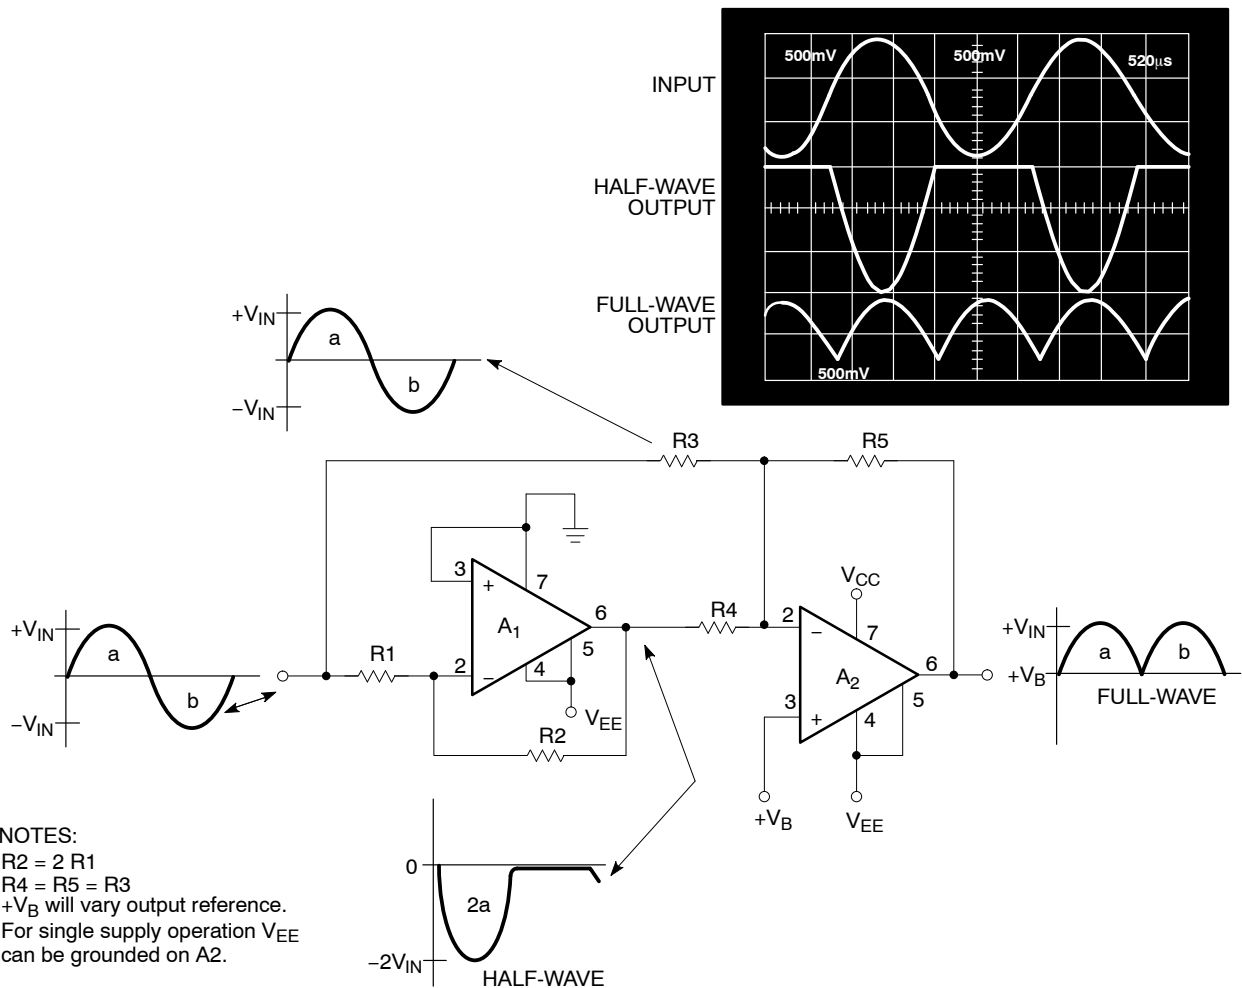 500mV
500mV
520µs
INPUT
HALF-WAVE
OUTPUT
FULL-WAVE
OUTPUT
500mV
+VIN
a
b
−VIN
R3
R5
3
+
7
A1
6
2
−
4
5
VEE
R1
R2
R4
VCC
2
−
7
A2
6
3
+
4
5
+VB
VEE
+VIN
a
b
−VIN
+VIN
a
b
+VB
FULL-WAVE
0
2a
−2VIN
HALF-WAVE
NOTES:
R2 = 2 R1
R4 = R5 = R3
+VB will vary output reference.
For single supply operation VEE
can be grounded on A2.